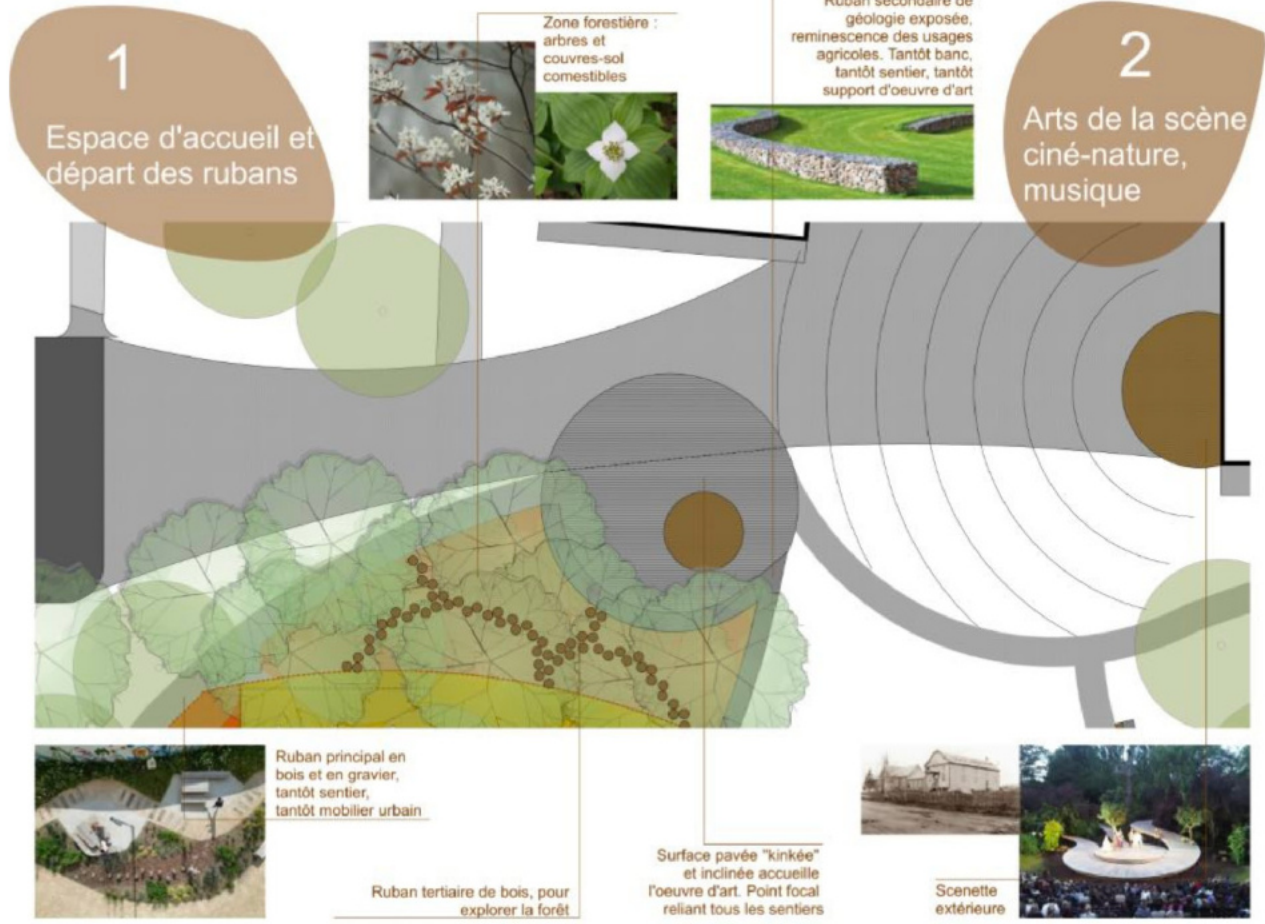 1
Espace d'accueil et
départ des rubans
Zone forestière :
arbres et
couvres-sol
comestibles
Ruban secondaire de
géologie exposée,
reminescence des usages
agricoles. Tantôt banc,
tantôt sentier, tantôt
support d'oeuvre d'art
2
Arts de la scène
ciné-nature,
musique
Ruban principal en
bois et en gravier,
tantôt sentier,
tantôt mobilier urbain
Ruban tertiaire de bois, pour
explorer la forêt
Surface pavée "kinkée"
et inclinée accueille
l'oeuvre d'art. Point focal
reliant tous les sentiers
Scenette
extérieure